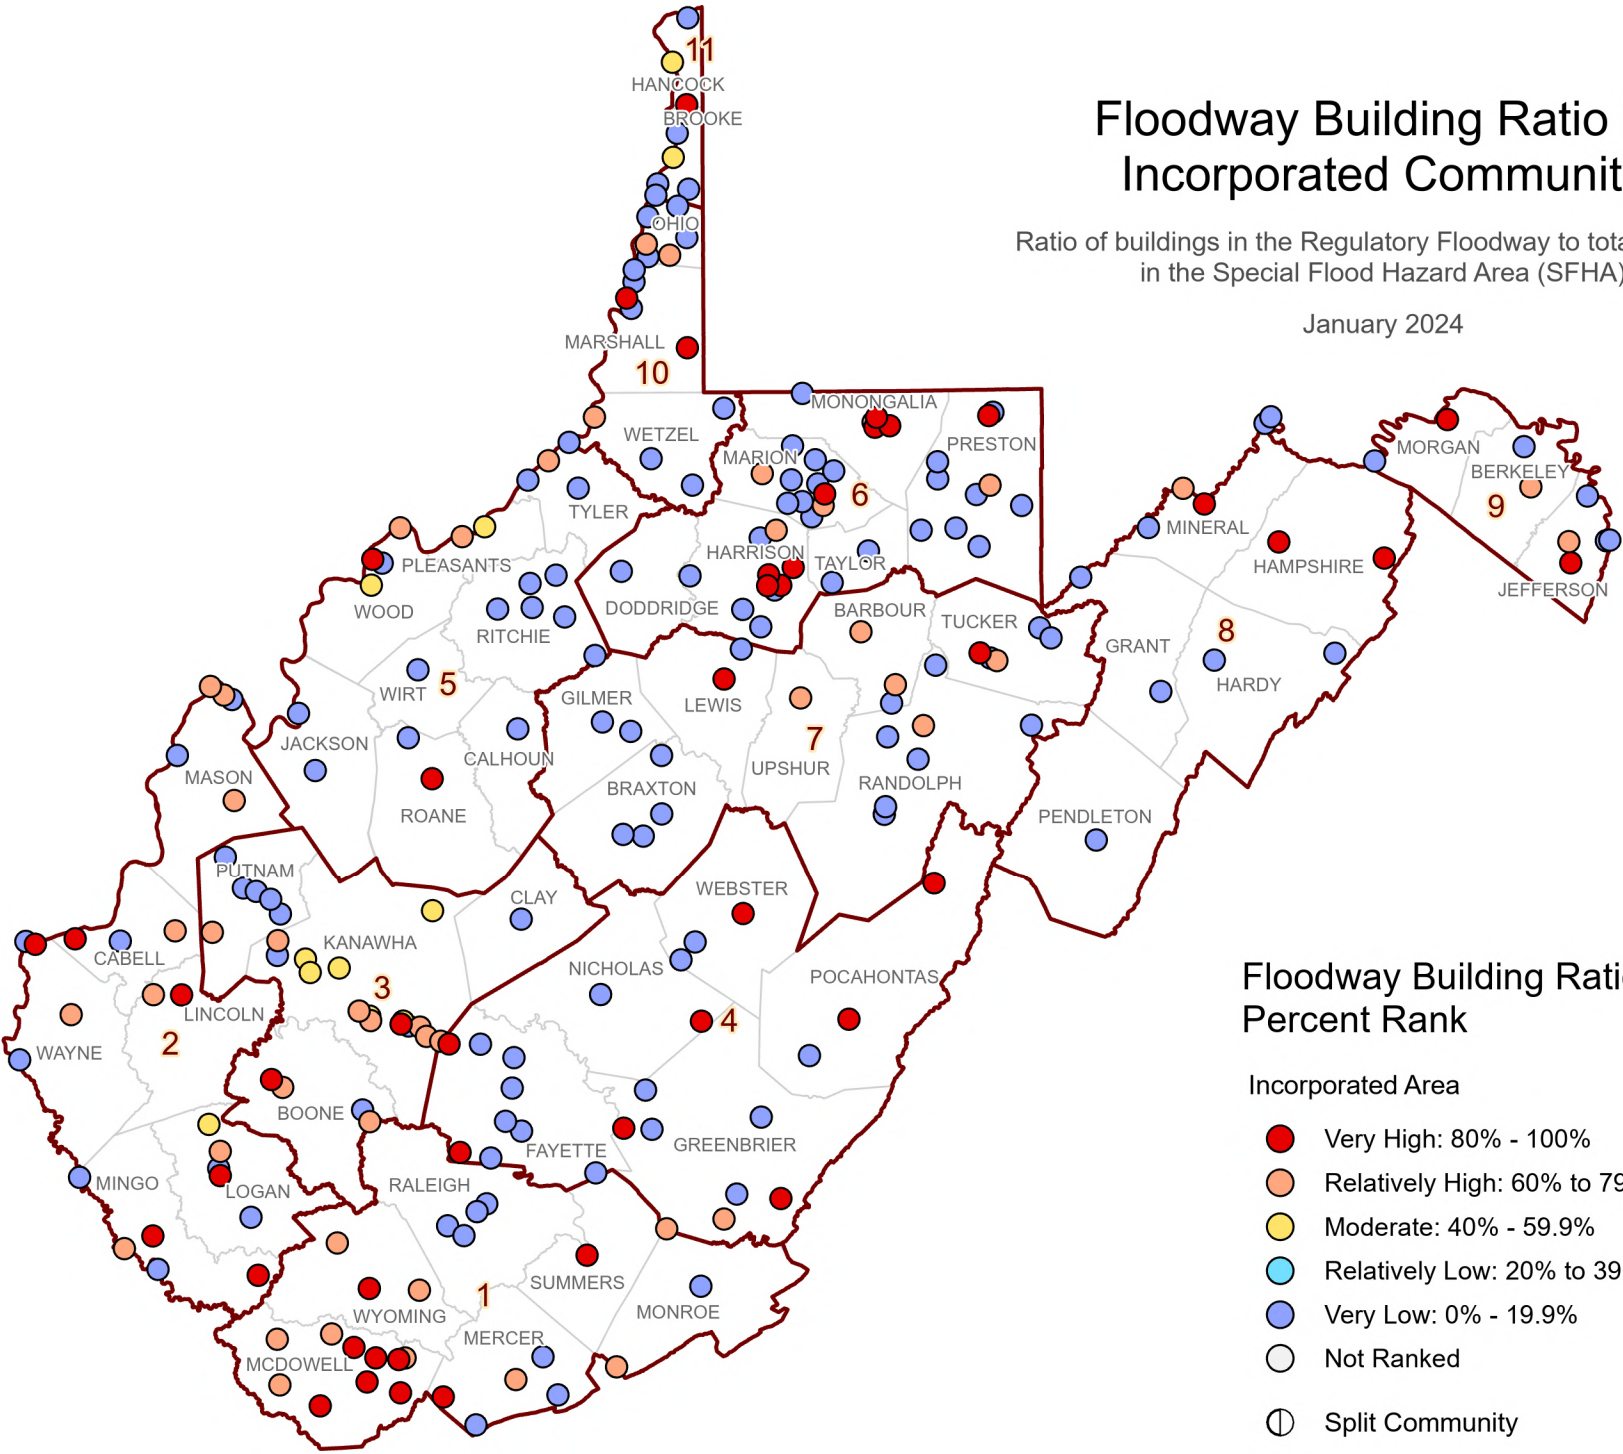 Floodway Building Ratio
Incorporated Communit
Ratio of buildings in the Regulatory Floodway to tota
in the Special Flood Hazard Area (SFHA)
January 2024
11
HANCOCK
BROOKE
OHIO
MARSHALL
10
MONONGALIA
WETZEL
PRESTON
MARION
MORGAN
BERKELEY
6
9
TYLER
MINERAL
HARRISON
TAYLOR
PLEASANTS
HAMPSHIRE
JEFFERSON
WOOD
DODDRIDGE
BARBOUR
TUCKER
RITCHIE
8
GRANT
WIRT
5
GILMER
LEWIS
HARDY
JACKSON
7
CALHOUN
UPSHUR
MASON
BRAXTON
RANDOLPH
ROANE
PENDLETON
PUTNAM
WEBSTER
CLAY
KANAWHA
CABELL
NICHOLAS
POCAHONTAS
3
LINCOLN
4
2
WAYNE
BOONE
FAYETTE
GREENBRIER
MINGO
LOGAN
RALEIGH
SUMMERS
1
WYOMING
MONROE
MERCER
MCDOWELL
Floodway Building Rati
Percent Rank
Incorporated Area
Very High: 80% - 100%
Relatively High: 60% to 79
Moderate: 40% - 59.9%
Relatively Low: 20% to 39
Very Low: 0% - 19.9%
Not Ranked
Split Community